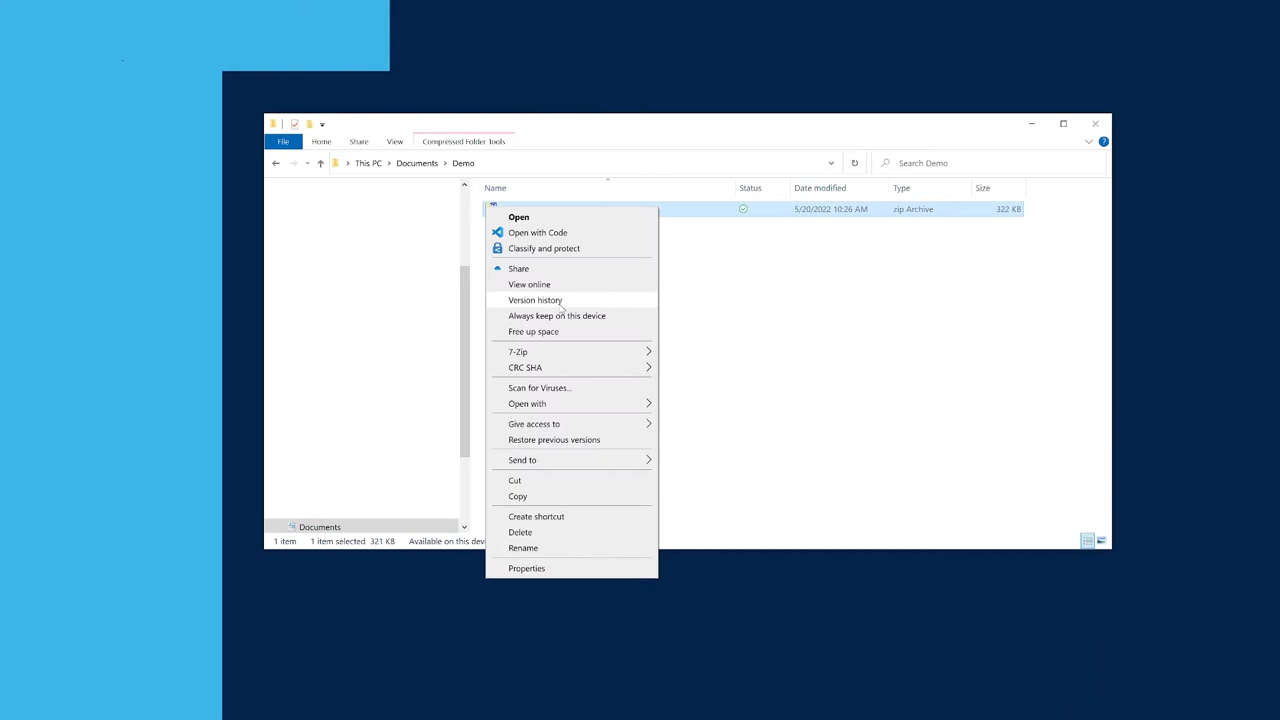 File Home Share View Compressed Folder Tools
This PC Documents Demo Search Demo
Name Status Date modified Type Size
5/20/2022 10:26 AM zip Archive 322 KB
Open
Open with Code
Classify and protect
Share
View online
Version history
Always keep on this device
Free up space
7-Zip
CRC SHA
Scan for Viruses...
Open with
Give access to
Restore previous versions
Send to
Cut
Copy
Create shortcut
Delete
Rename
Properties
Documents
1 item 1 item selected 321 KB Available on this